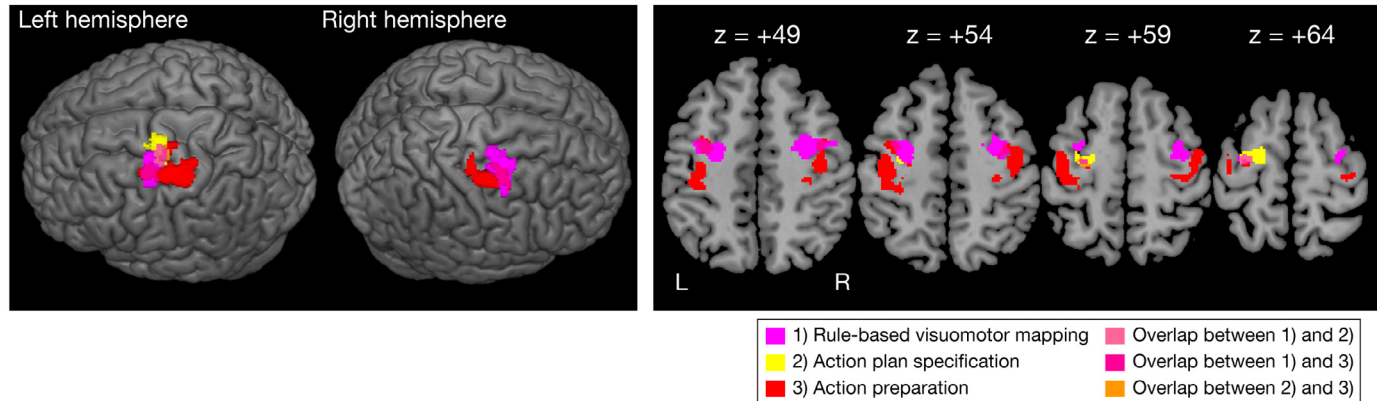 Left hemisphere
Right hemisphere
z = +49
z = +54
z = +59
z = +64
L
R
1) Rule-based visuomotor mapping
2) Action plan specification
3) Action preparation
Overlap between 1) and 2)
Overlap between 1) and 3)
Overlap between 2) and 3)